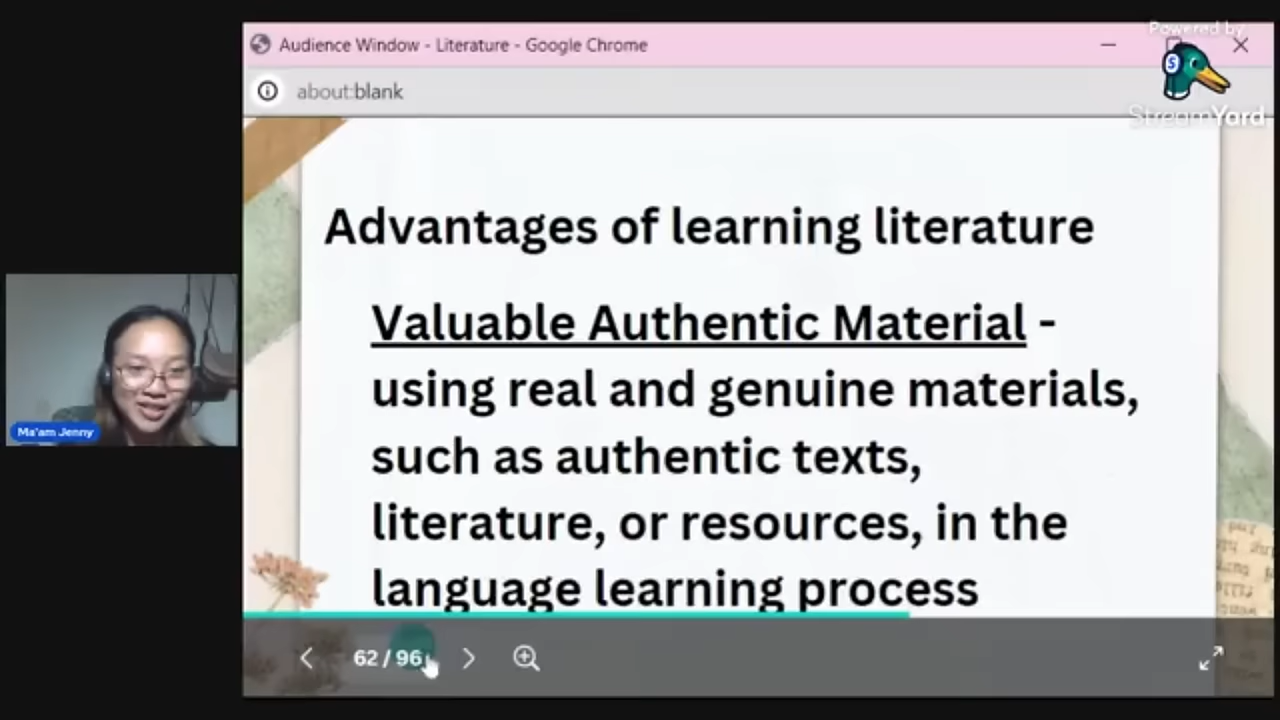 Audience Window - Literature - Google Chrome
Powered by
about:blank
StreamYard
Advantages of learning literature
Valuable Authentic Material -
using real and genuine materials,
such as authentic texts,
literature, or resources, in the
language learning process
Ma'am Jenny
62 / 96